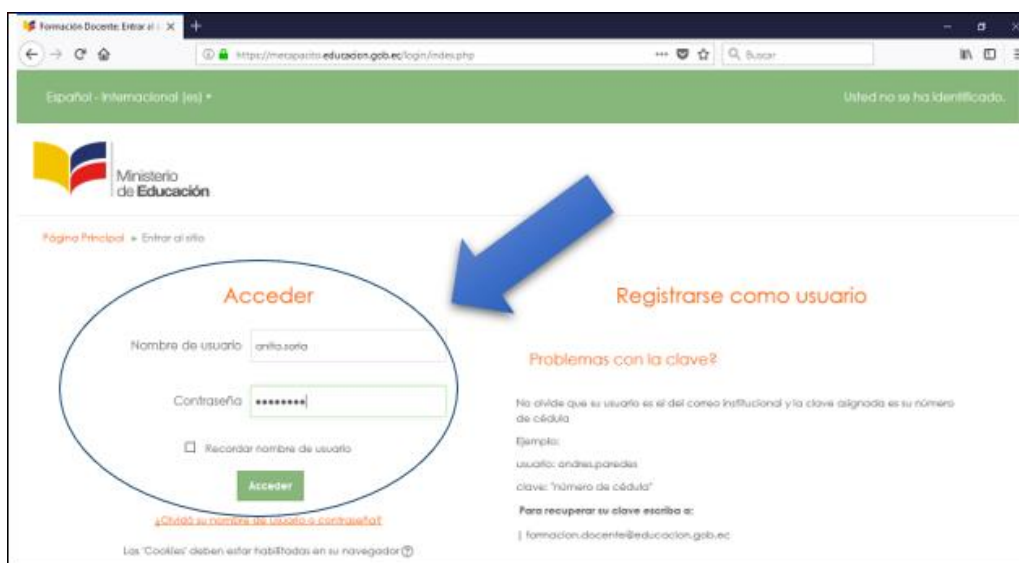 Formación Docente: Entrar al
https://mecapacito.educacion.gob.ec/login/index.php
Buscar
Español - Internacional (es)
Usted no se ha identificado.
Ministerio
de Educación
Página Principal ► Entrar al sitio
Acceder
Registrarse como usuario
Nombre de usuario
anita.soria
Problemas con la clave?
Contraseña
No olvide que su usuario es el del correo institucional y la clave asignada es su número
de cédula
Recordar nombre de usuario
Ejemplo:
usuario: andres.paredes
Acceder
clave: "número de cédula"
Para recuperar su clave escriba a:
¿Olvidó su nombre de usuario o contraseña?
| formacion.docente@educacion.gob.ec
Las 'Cookies' deben estar habilitadas en su navegador